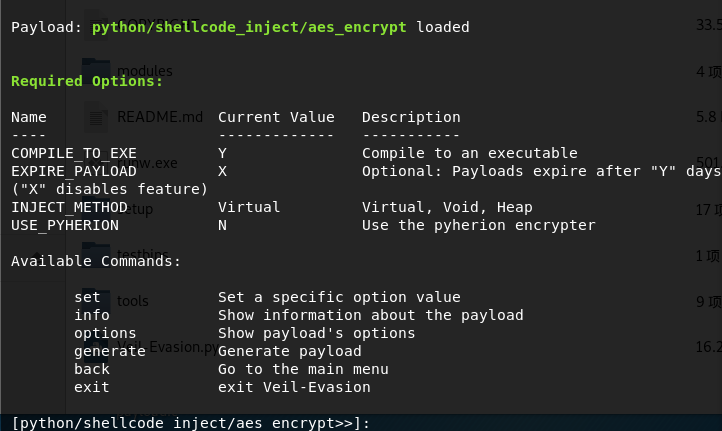 Payload: python/shellcode_inject/aes_encrypt loaded
33.5
modules
4 项
Required Options:
Name Current Value Description
README.md
5.8
---- ------------- -----------
COMPILE_TO_EXE Y Compile to an executable
501
EXPIRE_PAYLOAD X Optional: Payloads expire after "Y" days
("X" disables feature)
setup
17 项
INJECT_METHOD Virtual Virtual, Void, Heap
USE_PYHERION N Use the pyherion encrypter
Available Commands:
1 项
set Set a specific option value
tools
9 项
info Show information about the payload
options Show payload's options
Veil-Evasion.py
16.2
generate Generate payload
back Go to the main menu
exit exit Veil-Evasion
[python/shellcode_inject/aes_encrypt>>]: